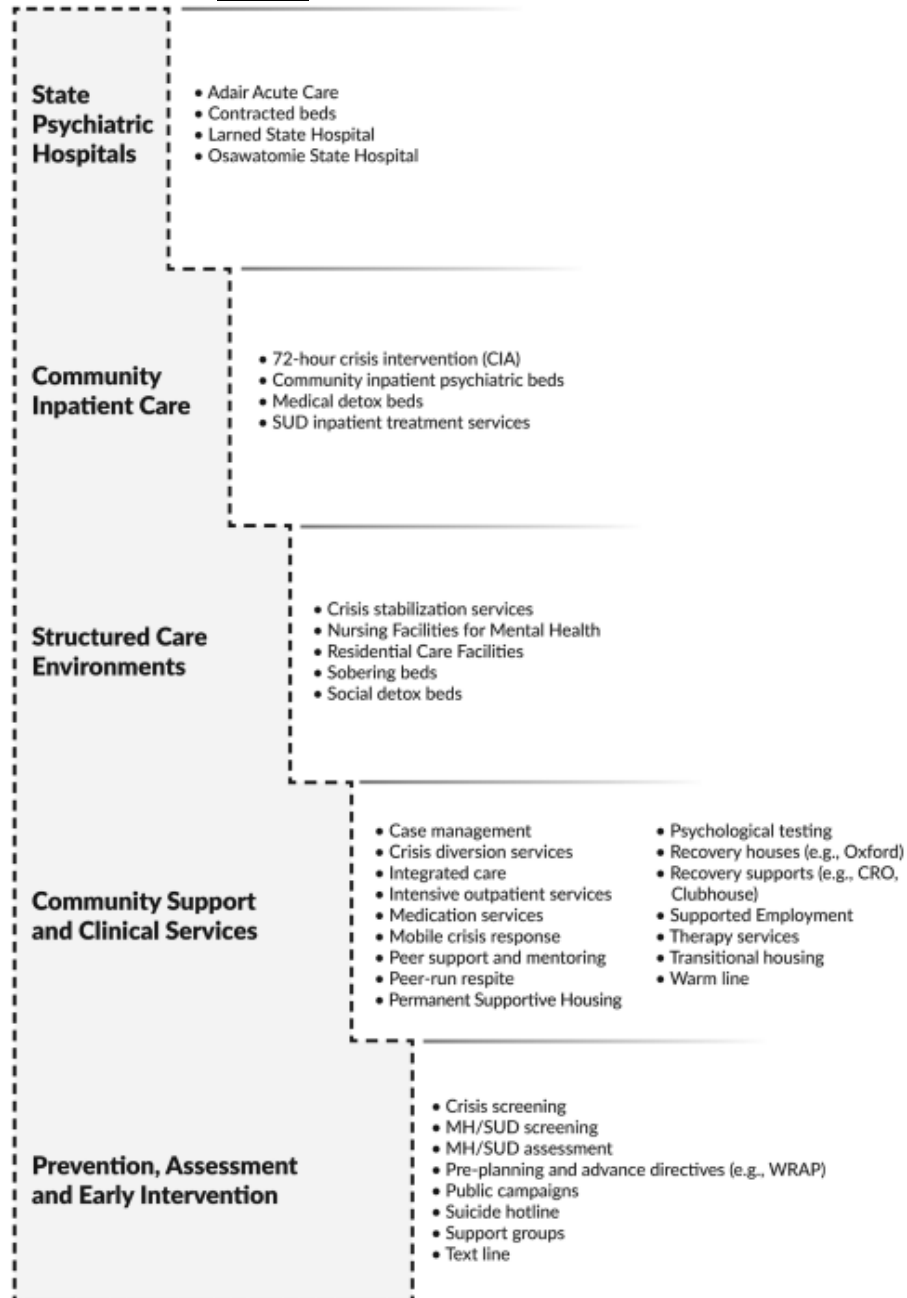 State
Psychiatric
Hospitals
• Adair Acute Care
• Contracted beds
• Larned State Hospital
• Osawatomie State Hospital
Community
Inpatient Care
• 72-hour crisis intervention (CIA)
• Community inpatient psychiatric beds
• Medical detox beds
• SUD inpatient treatment services
Structured Care
Environments
• Crisis stabilization services
• Nursing Facilities for Mental Health
• Residential Care Facilities
• Sobering beds
• Social detox beds
Community Support
and Clinical Services
• Case management
• Crisis diversion services
• Integrated care
• Intensive outpatient services
• Medication services
• Mobile crisis response
• Peer support and mentoring
• Peer-run respite
• Permanent Supportive Housing
• Psychological testing
• Recovery houses (e.g., Oxford)
• Recovery supports (e.g., CRO,
Clubhouse)
• Supported Employment
• Therapy services
• Transitional housing
• Warm line
Prevention, Assessment
and Early Intervention
• Crisis screening
• MH/SUD screening
• MH/SUD assessment
• Pre-planning and advance directives (e.g., WRAP)
• Public campaigns
• Suicide hotline
• Support groups
• Text line